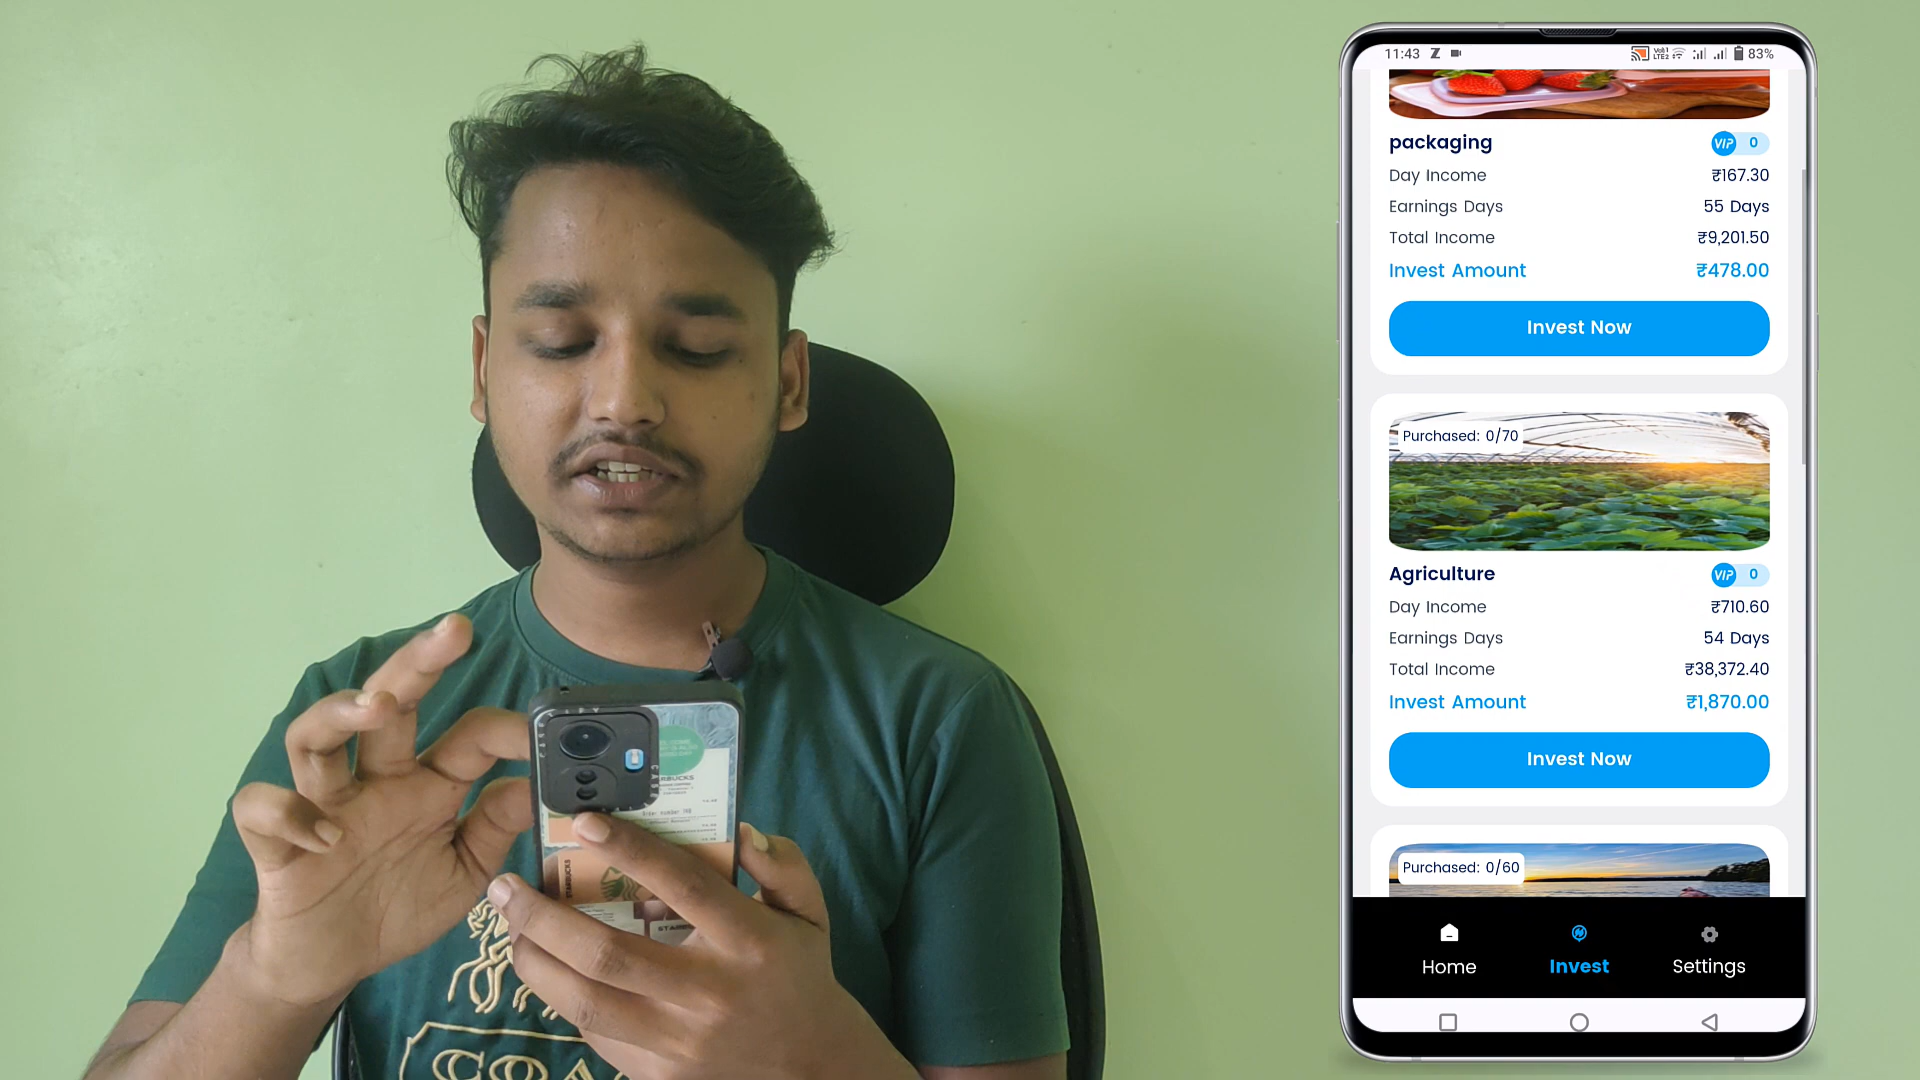 11:43
83%
packaging
VIP 0
Day Income ₹167.30
Earnings Days 55 Days
Total Income ₹9,201.50
Invest Amount ₹478.00
Invest Now
Purchased: 0/70
Agriculture
VIP 0
Day Income ₹710.60
Earnings Days 54 Days
Total Income ₹38,372.40
Invest Amount ₹1,870.00
Invest Now
Purchased: 0/60
Home
Invest
Settings
RBUCKS
STARBUCKS
COA